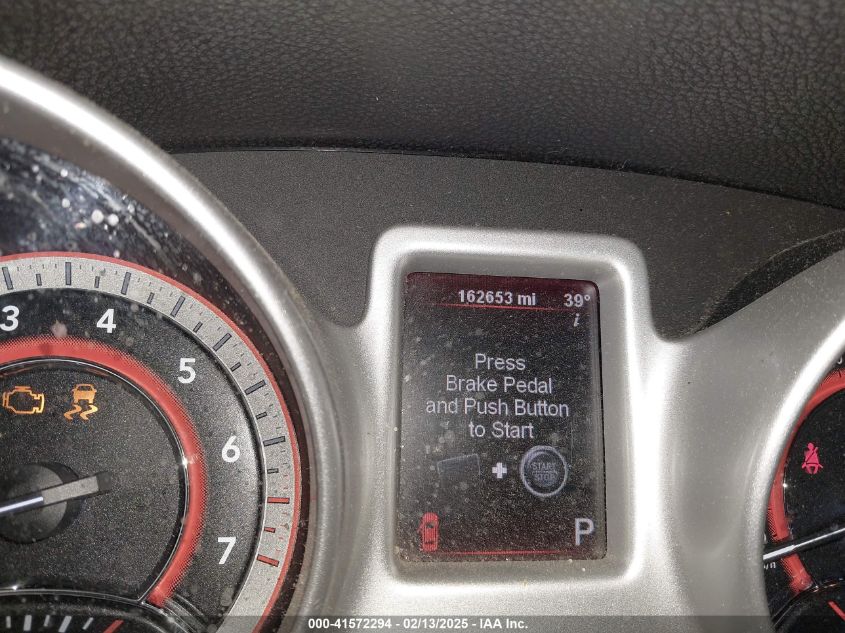 162653 mi 39°
i
Press
Brake Pedal
and Push Button
to Start
START
STOP
P
3
4
5
6
7
000-41572294 - 02/13/2025 - IAA Inc.